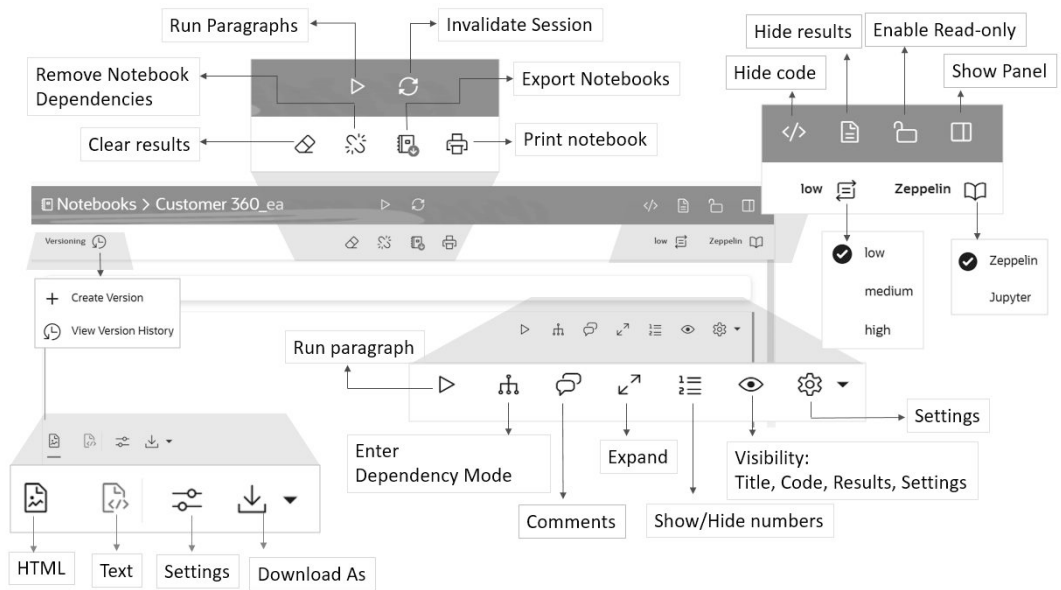 Run Paragraphs
Invalidate Session
Remove Notebook
Dependencies
Export Notebooks
Clear results
Print notebook
Hide results
Enable Read-only
Hide code
Show Panel
</>
low
Zeppelin
Notebooks > Customer 360_ea
</>
Versioning
low
Zeppelin
low
medium
high
Zeppelin
Jupyter
+ Create Version
View Version History
Run paragraph
1
2
Enter
Dependency Mode
Comments
Expand
Show/Hide numbers
Visibility:
Title, Code, Results, Settings
Settings
HTML
Text
Settings
Download As